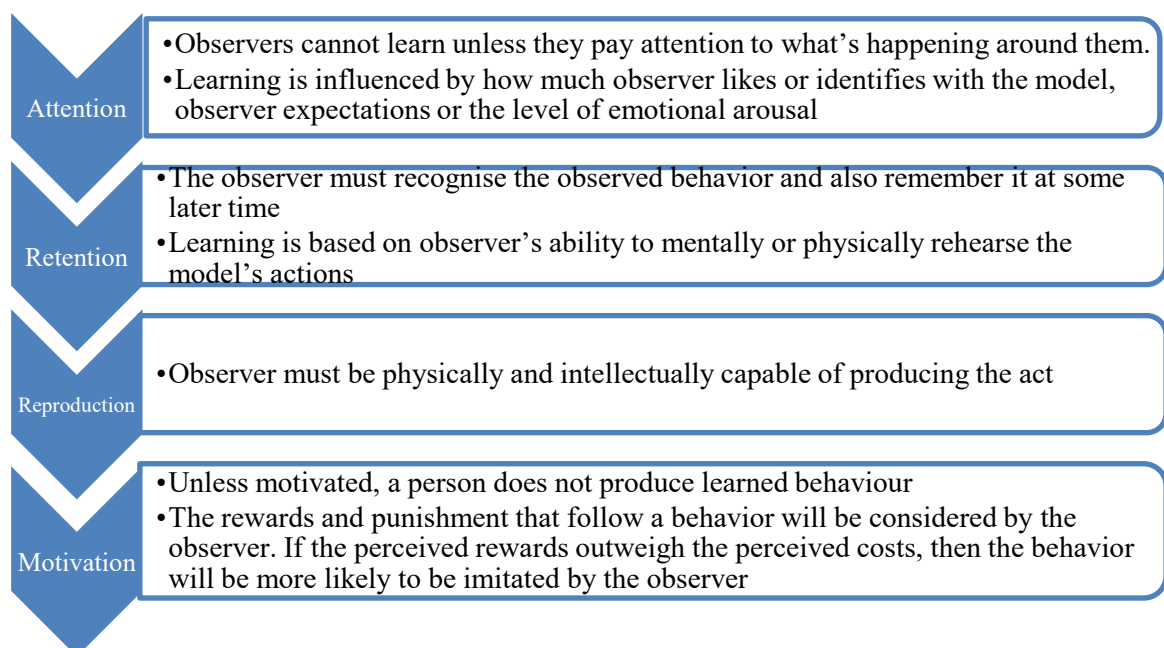 Attention
•Observers cannot learn unless they pay attention to what’s happening around them.
•Learning is influenced by how much observer likes or identifies with the model,
observer expectations or the level of emotional arousal
Retention
•The observer must recognise the observed behavior and also remember it at some
later time
•Learning is based on observer’s ability to mentally or physically rehearse the
model’s actions
Reproduction
•Observer must be physically and intellectually capable of producing the act
Motivation
•Unless motivated, a person does not produce learned behaviour
•The rewards and punishment that follow a behavior will be considered by the
observer. If the perceived rewards outweigh the perceived costs, then the behavior
will be more likely to be imitated by the observer